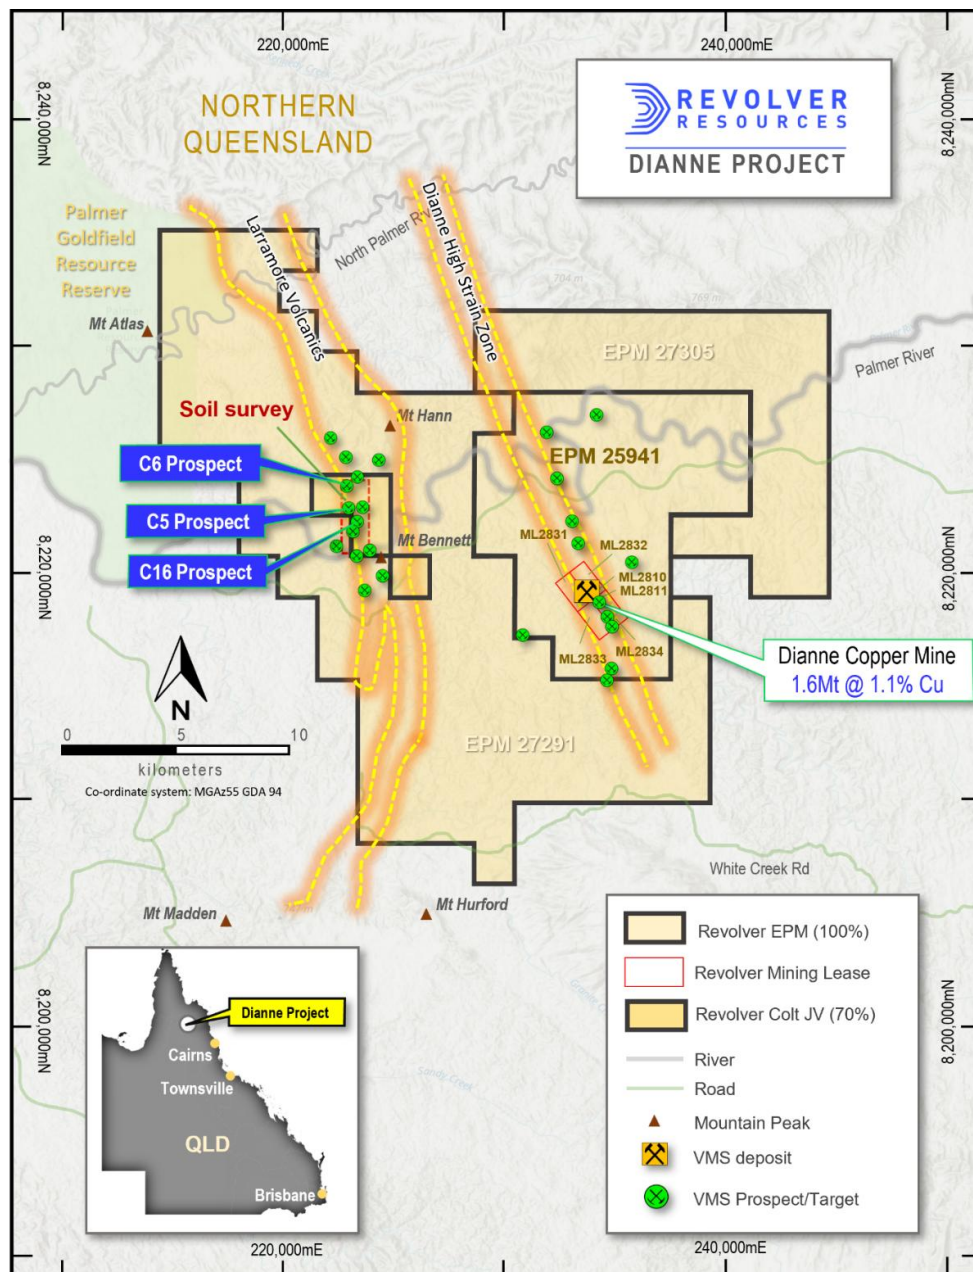 220,000mE
240,000mE
8,240,000mN
8,240,000mN
NORTHERN
QUEENSLAND
REVOLVER
RESOURCES
DIANNE PROJECT
Palmer
Goldfield
Resource
Reserve
Larramore Volcanics
North Palmer
Dianne High Strain Zone
704 m
769 m
Mt Atlas
EPM 27305
Palmer River
Soil survey
Mt Hann
C6 Prospect
EPM 25941
C5 Prospect
ML2831
ML2832
Mt Bennett
C16 Prospect
ML2810
ML2811
8,220,000mN
8,220,000mN
ML2833
ML2834
Dianne Copper Mine
1.6Mt @ 1.1% Cu
N
0 5 10
kilometers
Co-ordinate system: MGAz55 GDA 94
EPM 27291
White Creek Rd
Mt Madden
Mt Hurford
Revolver EPM (100%)
Revolver Mining Lease
Revolver Colt JV (70%)
River
Road
Mountain Peak
VMS deposit
VMS Prospect/Target
Dianne Project
Cairns
Townsville
QLD
Brisbane
Sandy Creek
8,200,000mN
8,200,000mN
220,000mE
240,000mE